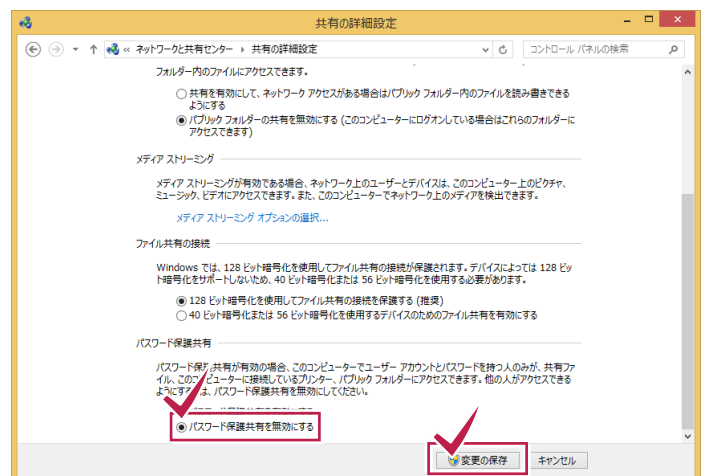 共有の詳細設定
« ネットワークと共有センター ▸ 共有の詳細設定
コントロール パネルの検索
フォルダー内のファイルにアクセスできます。
共有を有効にして、ネットワーク アクセスがある場合はパブリック フォルダー内のファイルを読み書きできる
ようにする
パブリック フォルダーの共有を無効にする (このコンピューターにログオンしている場合はこれらのフォルダーに
アクセスできます)
メディア ストリーミング
メディア ストリーミングが有効である場合、ネットワーク上のユーザーとデバイスは、このコンピューター上のピクチャ、
ミュージック、ビデオにアクセスできます。また、このコンピューターでネットワーク上のメディアを検出できます。
メディア ストリーミング オプションの選択...
ファイル共有の接続
Windows では、128 ビット暗号化を使用してファイル共有の接続が保護されます。デバイスによっては 128 ビッ
ト暗号化をサポートしないため、40 ビット暗号化または 56 ビット暗号化を使用する必要があります。
128 ビット暗号化を使用してファイル共有の接続を保護する (推奨)
40 ビット暗号化または 56 ビット暗号化を使用するデバイスのためのファイル共有を有効にする
パスワード保護共有
パスワード保護共有が有効の場合、このコンピューターでユーザー アカウントとパスワードを持つ人のみが、共有ファ
イル、このコンピューターに接続しているプリンター、パブリック フォルダーにアクセスできます。他の人がアクセスできる
ようにするには、パスワード保護共有を無効にしてください。
パスワード保護共有を無効にする
変更の保存
キャンセル